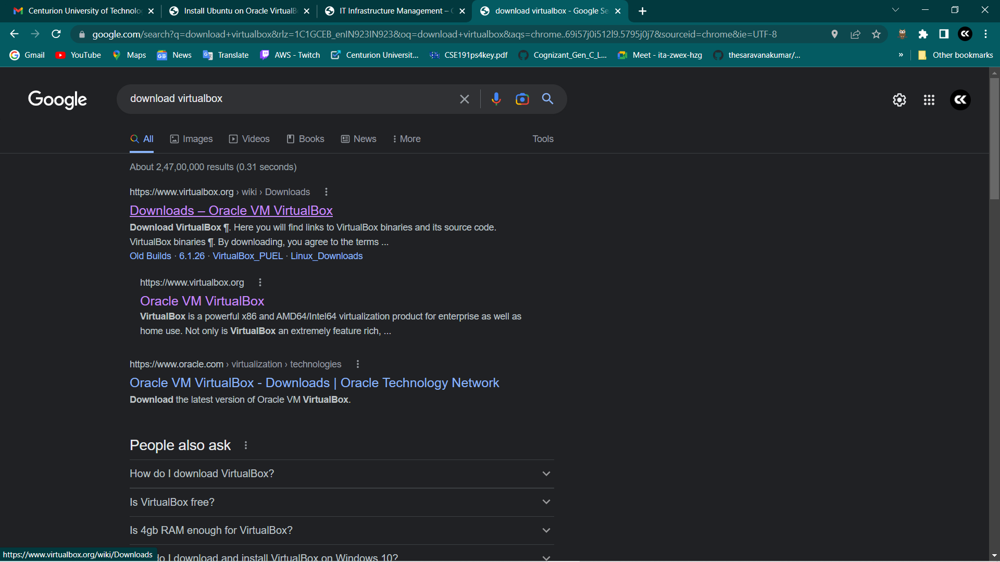 Centurion University of Technolo
Install Ubuntu on Oracle VirtualB
IT Infrastructure Management – C
download virtualbox - Google Se
google.com/search?q=download+virtualbox&rlz=1C1GCEB_enIN923IN923&oq=download+virtualbox&aqs=chrome..69i57j0i512l9.5795j0j7&sourceid=chrome&ie=UTF-8
Gmail YouTube Maps News Translate AWS - Twitch Centurion Universit... CSE191ps4key.pdf Cognizant_Gen_C_L... Meet - ita-zwex-hzg thesaravanakumar/... » Other bookmarks
Google
download virtualbox
All Images Videos Books News More Tools
About 2,47,00,000 results (0.31 seconds)
https://www.virtualbox.org › wiki › Downloads
Downloads – Oracle VM VirtualBox
Download VirtualBox ¶. Here you will find links to VirtualBox binaries and its source code.
VirtualBox binaries ¶. By downloading, you agree to the terms ...
Old Builds · 6.1.26 · VirtualBox_PUEL · Linux_Downloads
https://www.virtualbox.org
Oracle VM VirtualBox
VirtualBox is a powerful x86 and AMD64/Intel64 virtualization product for enterprise as well as
home use. Not only is VirtualBox an extremely feature rich, ...
https://www.oracle.com › virtualization › technologies
Oracle VM VirtualBox - Downloads | Oracle Technology Network
Download the latest version of Oracle VM VirtualBox.
People also ask
How do I download VirtualBox?
Is VirtualBox free?
Is 4gb RAM enough for VirtualBox?
do I download and install VirtualBox on Windows 10?
https://www.virtualbox.org/wiki/Downloads